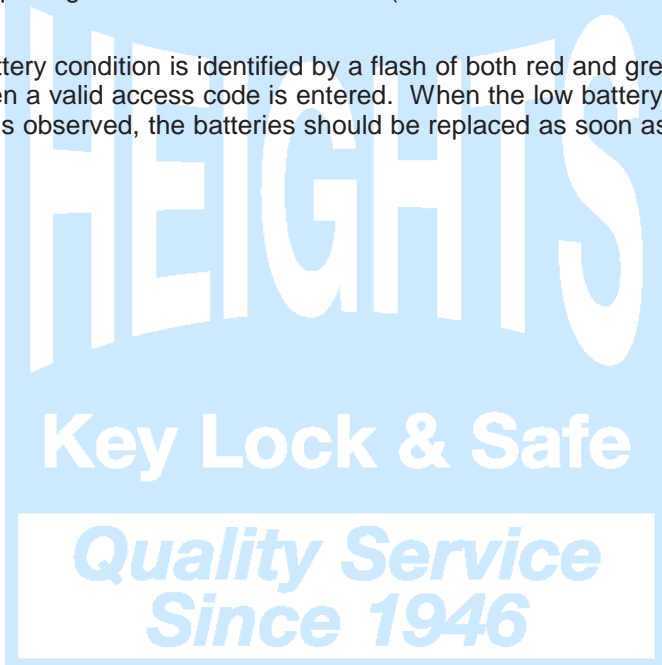 ttery condition is identified by a flash of both red and gre
en a valid access code is entered.  When the low battery
s observed, the batteries should be replaced as soon as
HEIGHTS
Key Lock & Safe
Quality Service
Since 1946